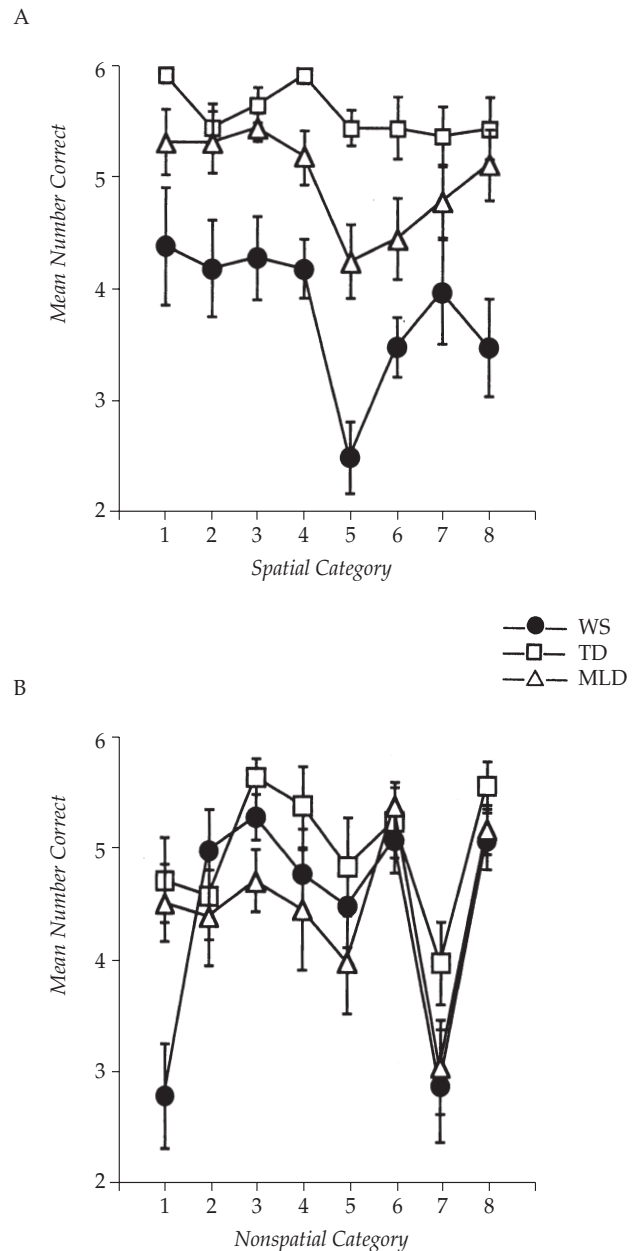 A
6
5
4
3
2
Mean Number Correct
1 2 3 4 5 6 7 8
Spatial Category
WS
TD
MLD
B
6
5
4
3
2
Mean Number Correct
1 2 3 4 5 6 7 8
Nonspatial Category